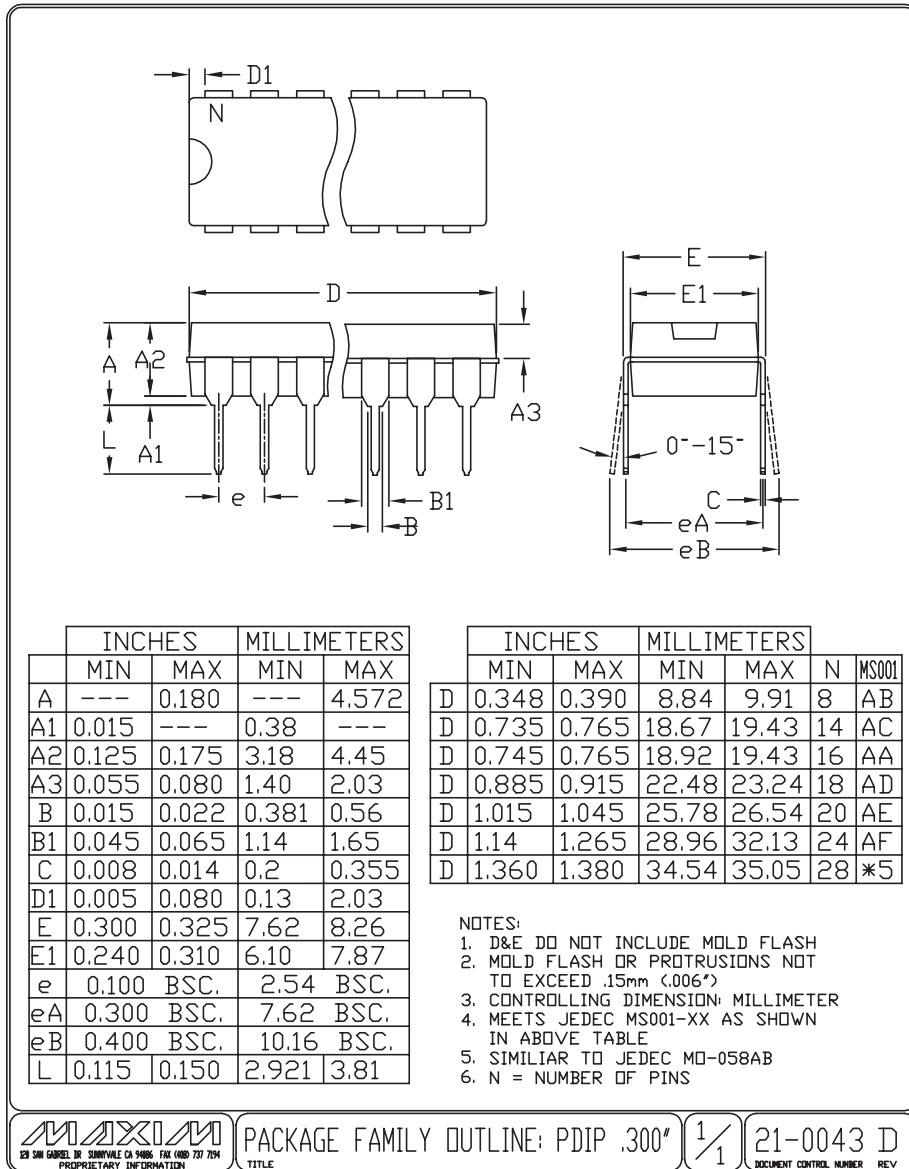 D1
N
D
E
E1
A
A2
A3
L
A1
0°-15°
e
B1
B
C
eA
eB
INCHES MILLIMETERS
MIN MAX MIN MAX
A --- 0.180 --- 4.572
A1 0.015 --- 0.38 ---
A2 0.125 0.175 3.18 4.45
A3 0.055 0.080 1.40 2.03
B 0.015 0.022 0.381 0.56
B1 0.045 0.065 1.14 1.65
C 0.008 0.014 0.2 0.355
D1 0.005 0.080 0.13 2.03
E 0.300 0.325 7.62 8.26
E1 0.240 0.310 6.10 7.87
e 0.100 BSC. 2.54 BSC.
eA 0.300 BSC. 7.62 BSC.
eB 0.400 BSC. 10.16 BSC.
L 0.115 0.150 2.921 3.81
INCHES MILLIMETERS
MIN MAX MIN MAX N MS001
D 0.348 0.390 8.84 9.91 8 AB
D 0.735 0.765 18.67 19.43 14 AC
D 0.745 0.765 18.92 19.43 16 AA
D 0.885 0.915 22.48 23.24 18 AD
D 1.015 1.045 25.78 26.54 20 AE
D 1.14 1.265 28.96 32.13 24 AF
D 1.360 1.380 34.54 35.05 28 *5
NOTES:
1. D&E DO NOT INCLUDE MOLD FLASH
2. MOLD FLASH OR PROTRUSIONS NOT
TO EXCEED .15mm (.006")
3. CONTROLLING DIMENSION: MILLIMETER
4. MEETS JEDEC MS001-XX AS SHOWN
IN ABOVE TABLE
5. SIMILIAR TO JEDEC MO-058AB
6. N = NUMBER OF PINS
MAXIM
120 SAN GABRIEL DR SUNNYVALE CA 94086 FAX (408) 737 7194
PROPRIETARY INFORMATION
PACKAGE FAMILY OUTLINE: PDIP .300"
TITLE
1/1
21-0043 D
DOCUMENT CONTROL NUMBER REV